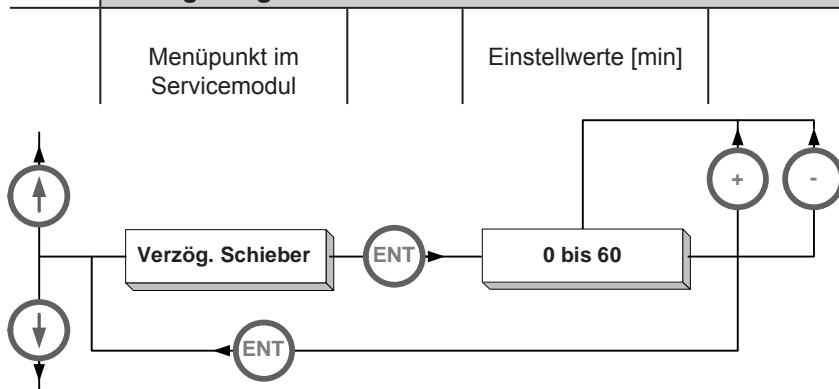 Menüpunkt im
Servicemodul
Einstellwerte [min]
+
-
Verzög. Schieber
ENT
0 bis 60
ENT